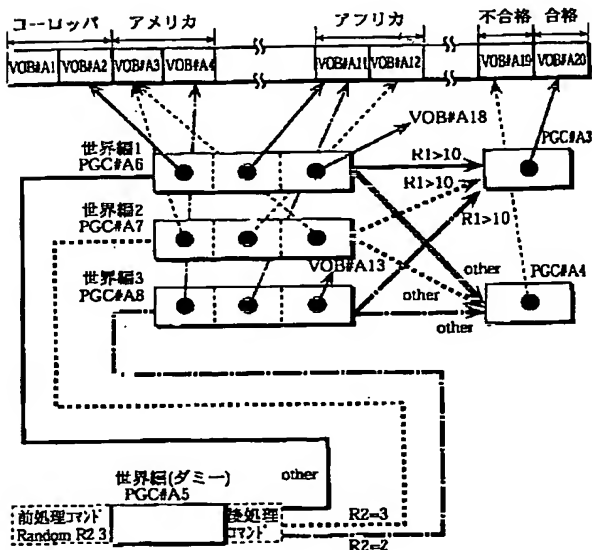 ヨーロッパ アメリカ アフリカ 不合格 合格
VOB#A1 VOB#A2 VOB#A3 VOB#A4 VOB#A11 VOB#A12 VOB#A19 VOB#A20
VOB#A18
世界編1
PGC#A6
R1>10
PGC#A3
R1>10
世界編2
PGC#A7
R1>10
VOB#A13
other
PGC#A4
世界編3
PGC#A8
other
other
世界編(ダミー)
PGC#A5
other
前処理コマンド
Random R2 3
後処理
コマンド
R2=3
R2=2